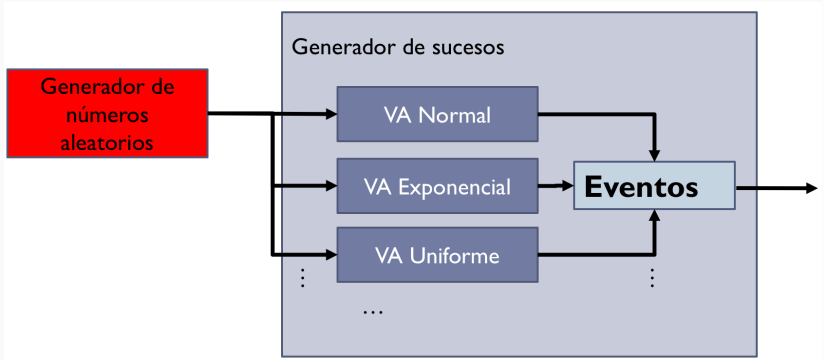 Generador de sucesos
Generador de
números
aleatorios
VA Normal
VA Exponencial
Eventos
VA Uniforme
...
...
...